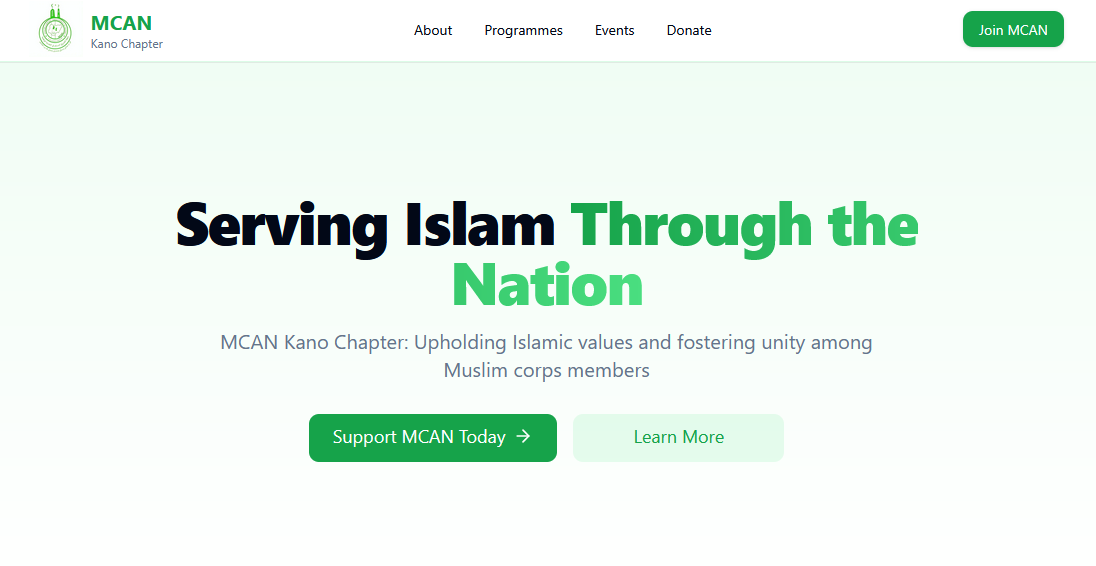 MCAN
Kano Chapter
About
Programmes
Events
Donate
Join MCAN
Serving Islam Through the
Nation
MCAN Kano Chapter: Upholding Islamic values and fostering unity among
Muslim corps members
Support MCAN Today →
Learn More